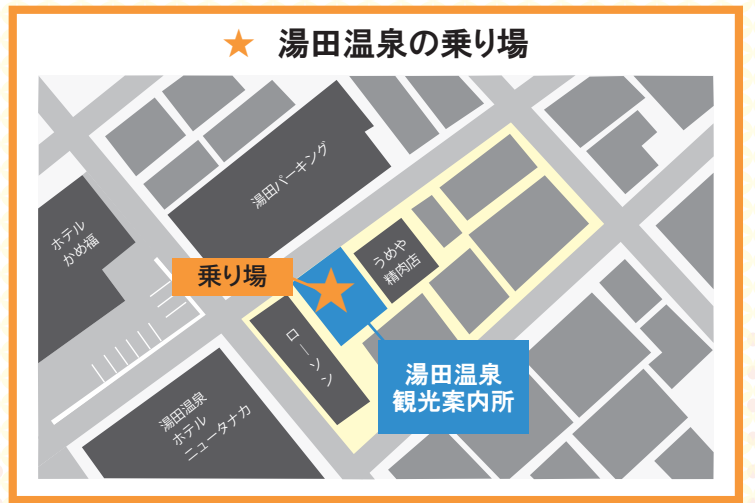 ★ 湯田温泉の乗り場
湯田パーキング
ホテル
かめ福
うめや
精肉店
乗り場
ローソン
湯田温泉
観光案内所
湯田温泉
ホテル
ニュータナカ